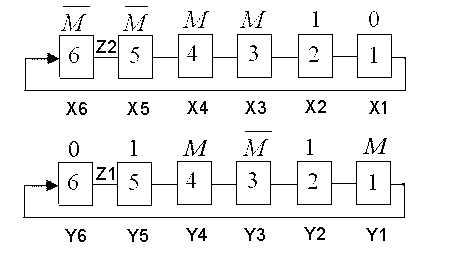 M̅ M̅ M M 1 0
6 Z2 5 4 3 2 1
X6 X5 X4 X3 X2 X1
0 1 M M̅ 1 M
6 Z1 5 4 3 2 1
Y6 Y5 Y4 Y3 Y2 Y1